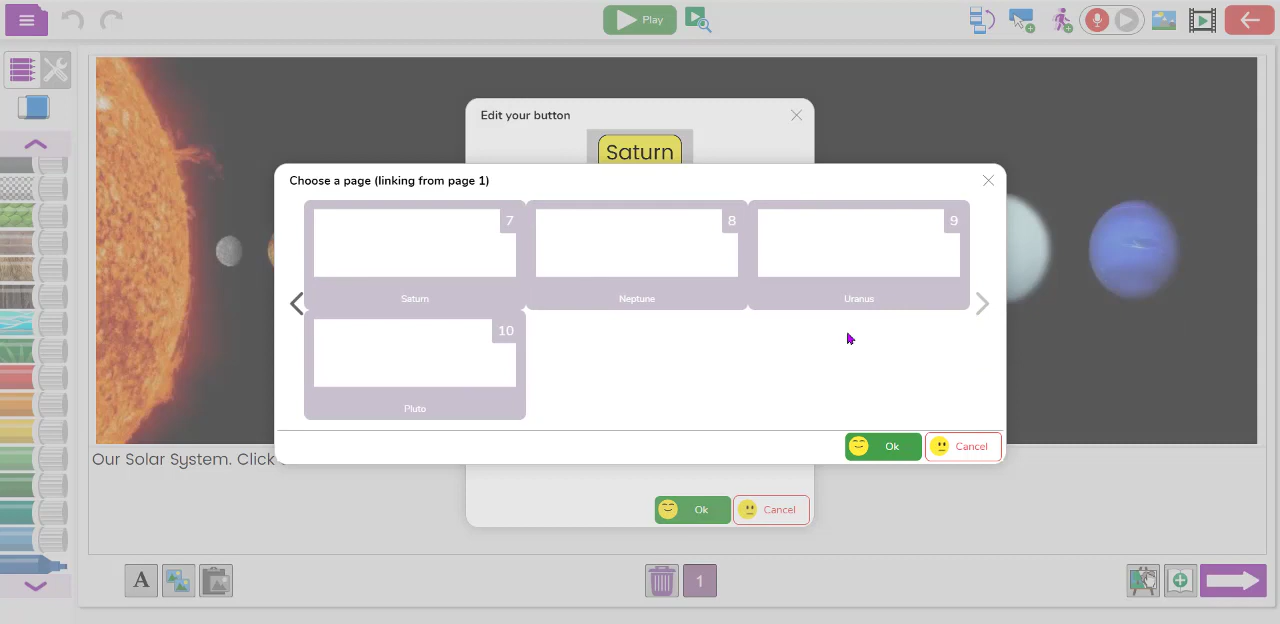 Play
Edit your button
Saturn
Choose a page (linking from page 1)
7
8
9
Saturn
Neptune
Uranus
10
Pluto
Ok
Cancel
Our Solar System. Click
Ok
Cancel
A
1